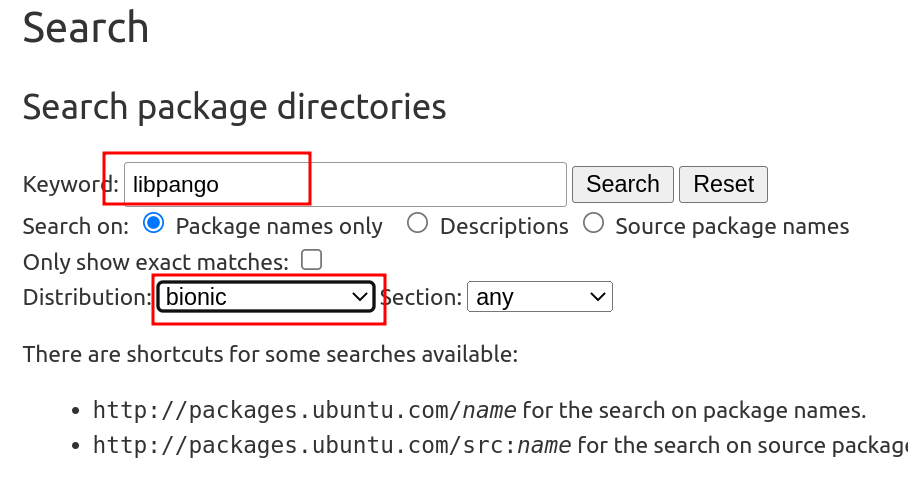 Search
Search package directories
Keyword: libpango Search Reset
Search on: Package names only Descriptions Source package names
Only show exact matches:
Distribution: bionic Section: any
There are shortcuts for some searches available:
• http://packages.ubuntu.com/name for the search on package names.
• http://packages.ubuntu.com/src:name for the search on source package